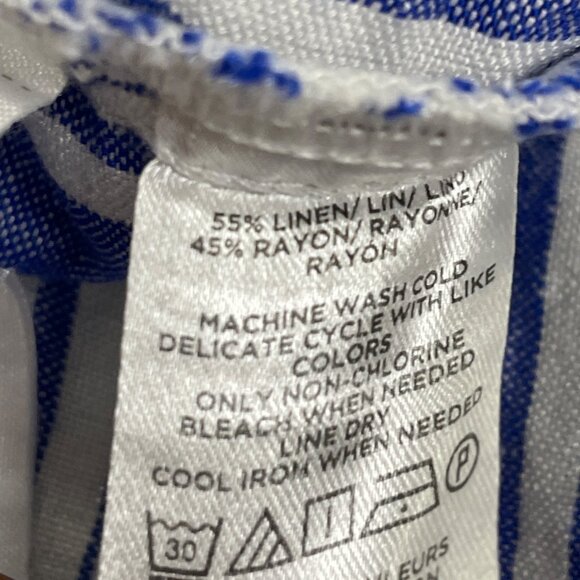 55% LINEN/ LIN/ LINO
45% RAYON/ RAYONNE/
RAYON
MACHINE WASH COLD
DELICATE CYCLE WITH LIKE
COLORS
ONLY NON-CHLORINE
BLEACH WHEN NEEDED
LINE DRY
COOL IRON WHEN NEEDED
30 P